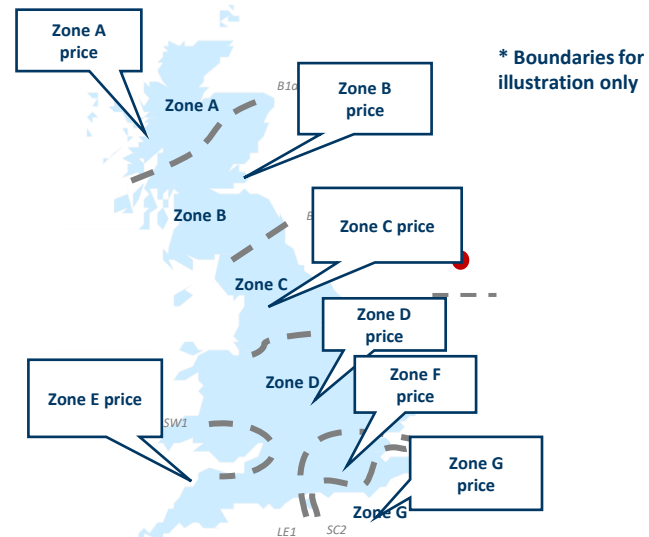 Zone A
price
* Boundaries for
illustration only
Zone B
price
Zone A
Zone B
Zone C price
Zone C
Zone D
price
Zone D
Zone F
price
Zone E price
SW1
Zone G
price
Zone G
LE1
SC2